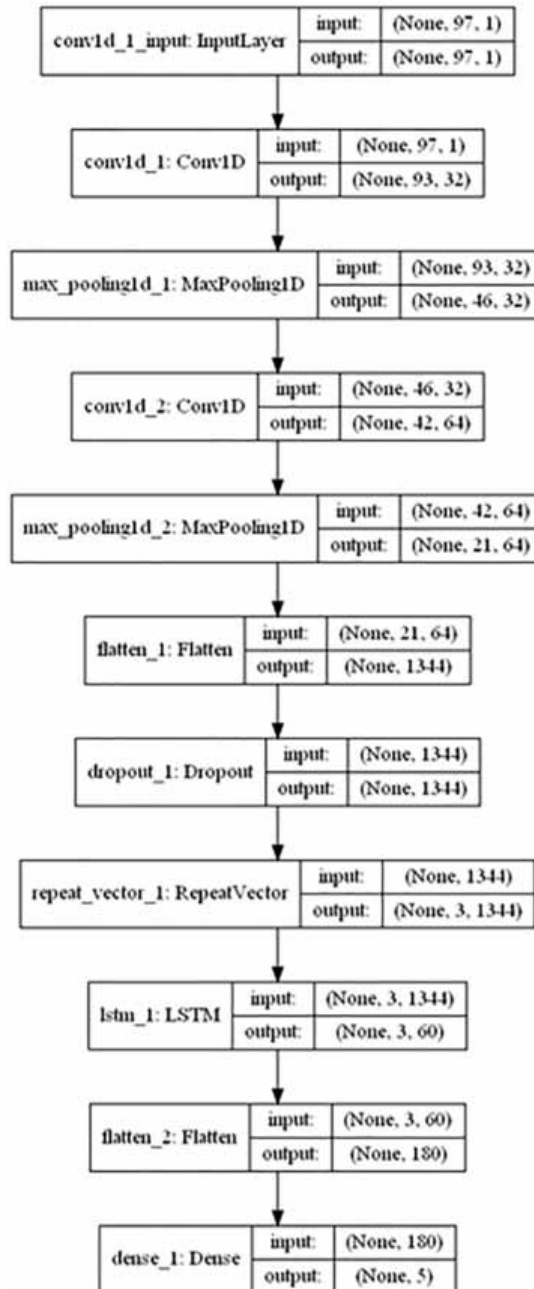 conv1d_1_input: InputLayer
input: (None, 97, 1)
output: (None, 97, 1)
conv1d_1: Conv1D
input: (None, 97, 1)
output: (None, 93, 32)
max_pooling1d_1: MaxPooling1D
input: (None, 93, 32)
output: (None, 46, 32)
conv1d_2: Conv1D
input: (None, 46, 32)
output: (None, 42, 64)
max_pooling1d_2: MaxPooling1D
input: (None, 42, 64)
output: (None, 21, 64)
flatten_1: Flatten
input: (None, 21, 64)
output: (None, 1344)
dropout_1: Dropout
input: (None, 1344)
output: (None, 1344)
repeat_vector_1: RepeatVector
input: (None, 1344)
output: (None, 3, 1344)
lstm_1: LSTM
input: (None, 3, 1344)
output: (None, 3, 60)
flatten_2: Flatten
input: (None, 3, 60)
output: (None, 180)
dense_1: Dense
input: (None, 180)
output: (None, 5)